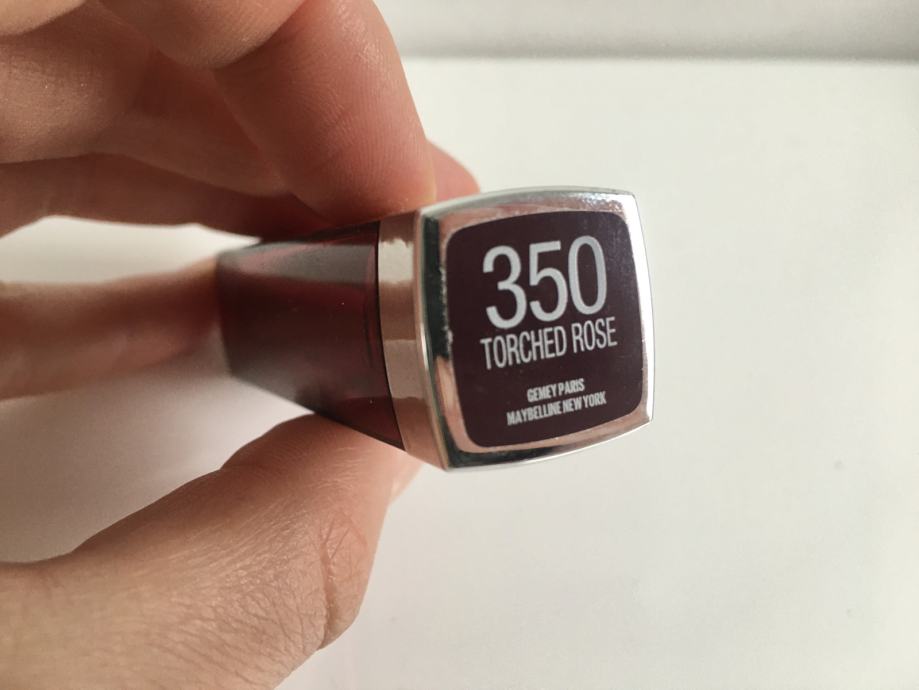 350
TORCHED ROSE
GEMEY PARIS
MAYBELLINE NEW YORK